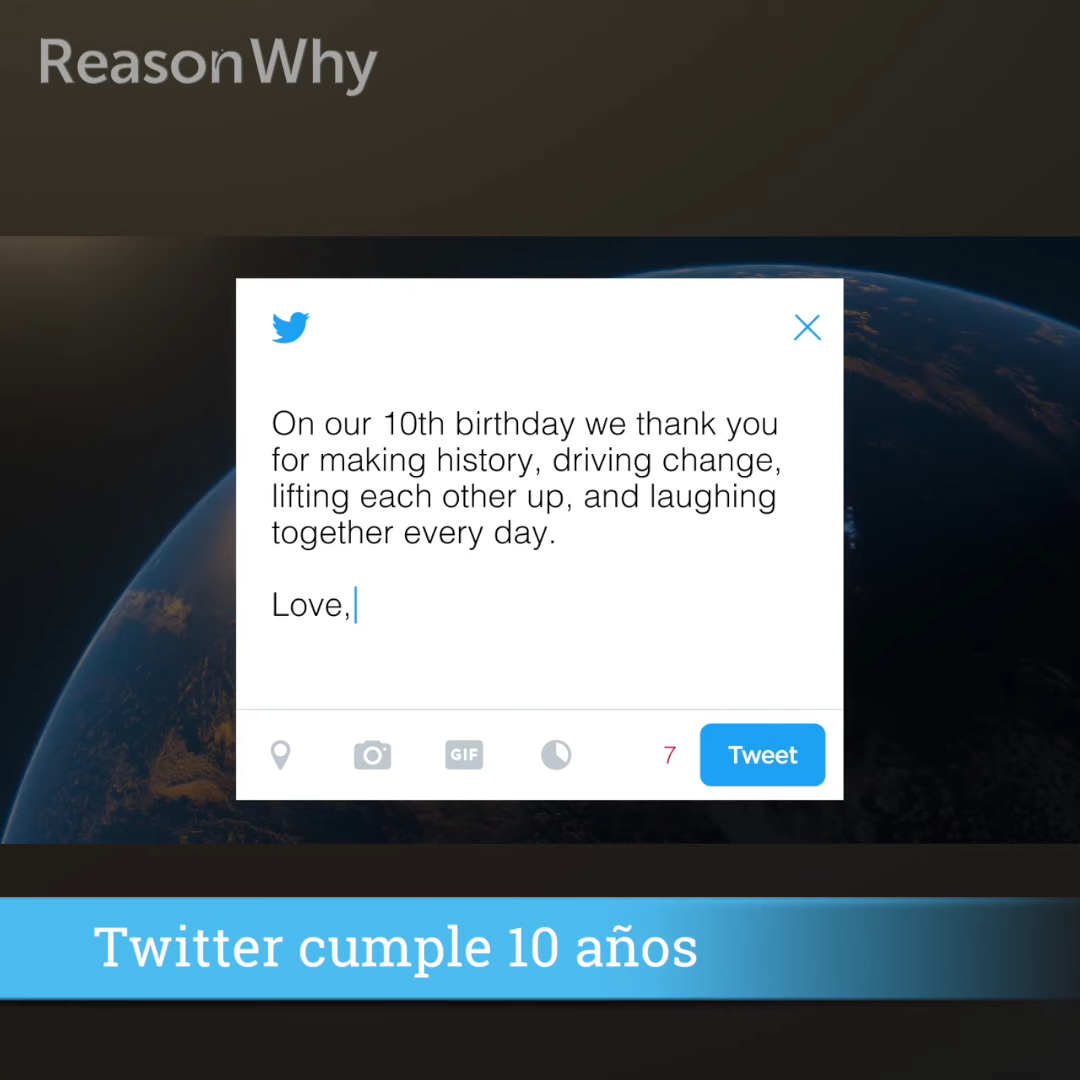 ReasonWhy
On our 10th birthday we thank you
for making history, driving change,
lifting each other up, and laughing
together every day.
Love,
GIF
7
Tweet
Twitter cumple 10 años